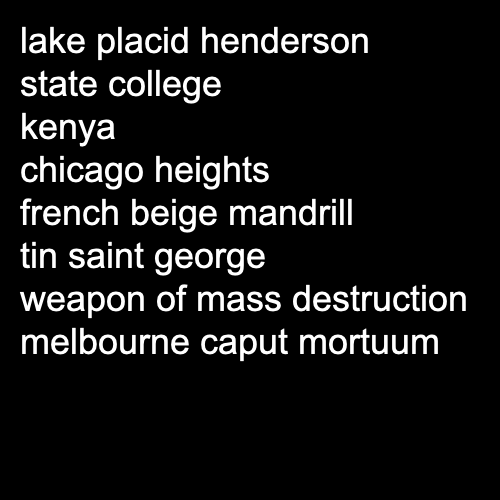 lake placid henderson
state college
kenya
chicago heights
french beige mandrill
tin saint george
weapon of mass destruction
melbourne caput mortuum